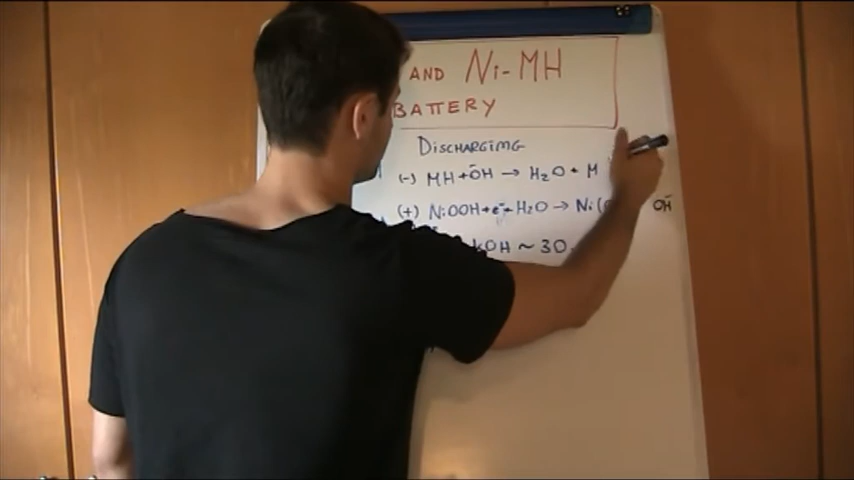 AND Ni-MH
BATTERY
DISCHARGING
(-) MH+OH⁻ → H₂O + M
(+) NiOOH+e⁻+H₂O → Ni( OH⁻
KOH ~ 30